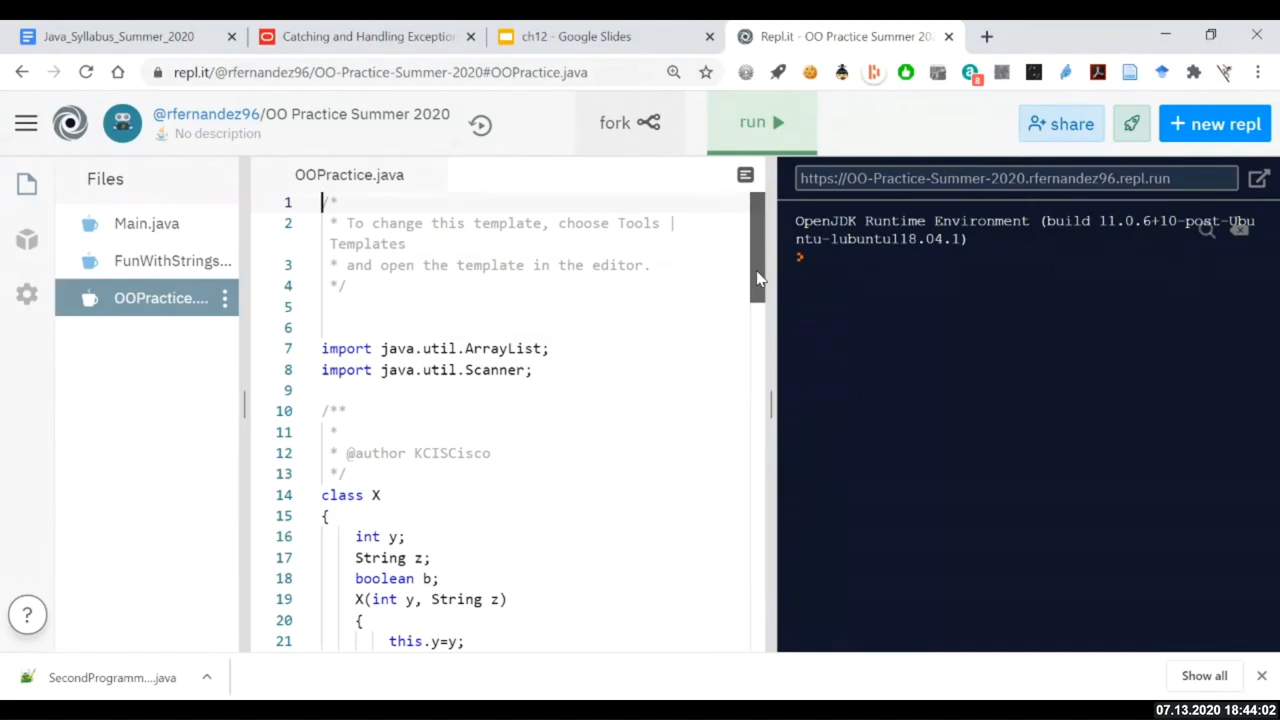 Java_Syllabus_Summer_2020
Catching and Handling Exception
ch12 - Google Slides
Repl.it - OO Practice Summer 20
repl.it/@rfernandez96/OO-Practice-Summer-2020#OOPractice.java
8
@rfernandez96/OO Practice Summer 2020
No description
fork
run
share
+ new repl
Files
Main.java
FunWithStrings...
OOPractice....
OOPractice.java
1 /*
2 * To change this template, choose Tools |
Templates
3 * and open the template in the editor.
4 */
5
6
7 import java.util.ArrayList;
8 import java.util.Scanner;
9
10 /**
11 *
12 * @author KCISCisco
13 */
14 class X
15 {
16 int y;
17 String z;
18 boolean b;
19 X(int y, String z)
20 {
21 this.y=y;
https://OO-Practice-Summer-2020.rfernandez96.repl.run
OpenJDK Runtime Environment (build 11.0.6+10-post-Ubu
ntu-1ubuntu118.04.1)
>
?
SecondProgramm....java
Show all
07.13.2020 18:44:02